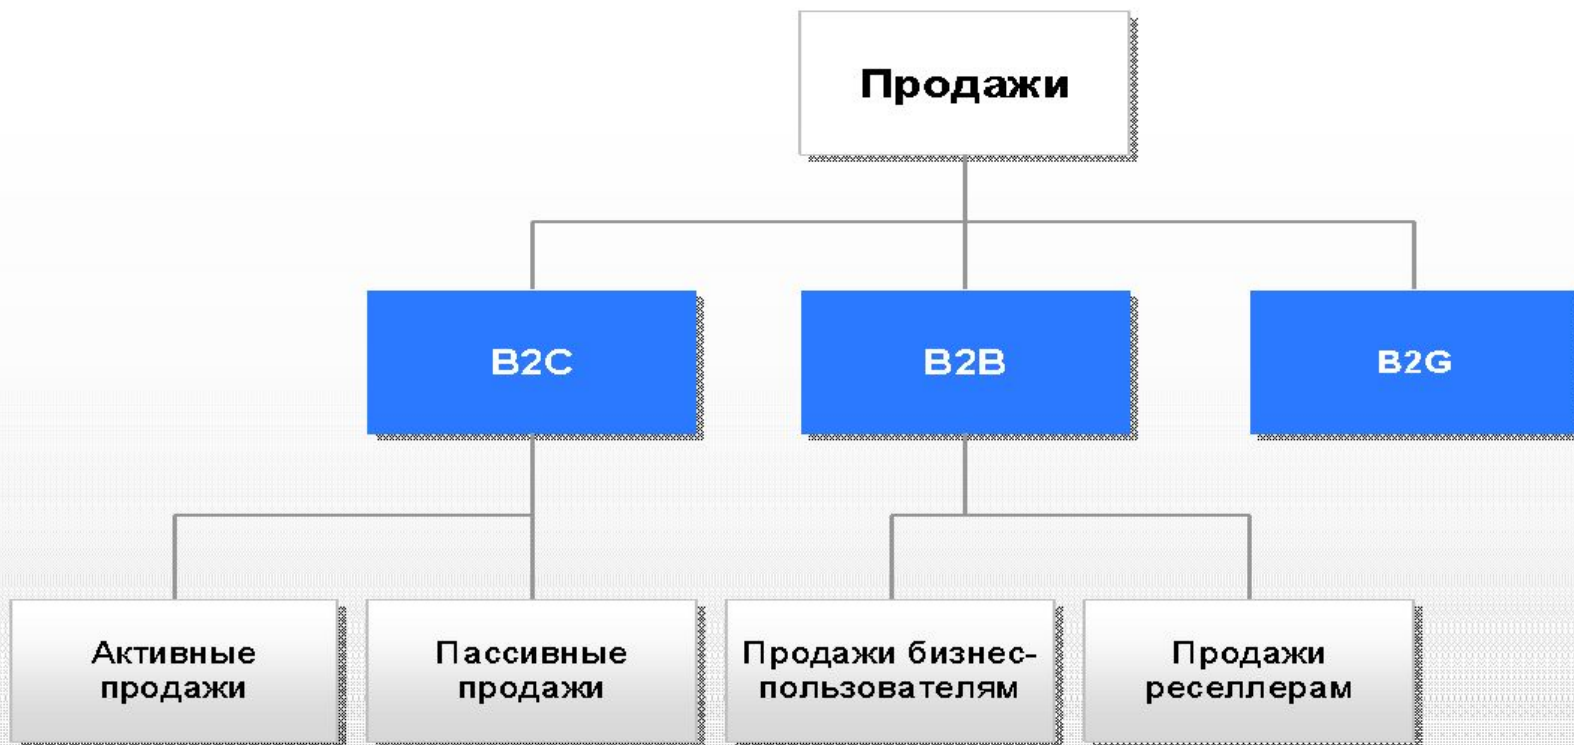 Продажи
B2C
B2B
B2G
Активные
продажи
Пассивные
продажи
Продажи бизнес-
пользователям
Продажи
реселлерам